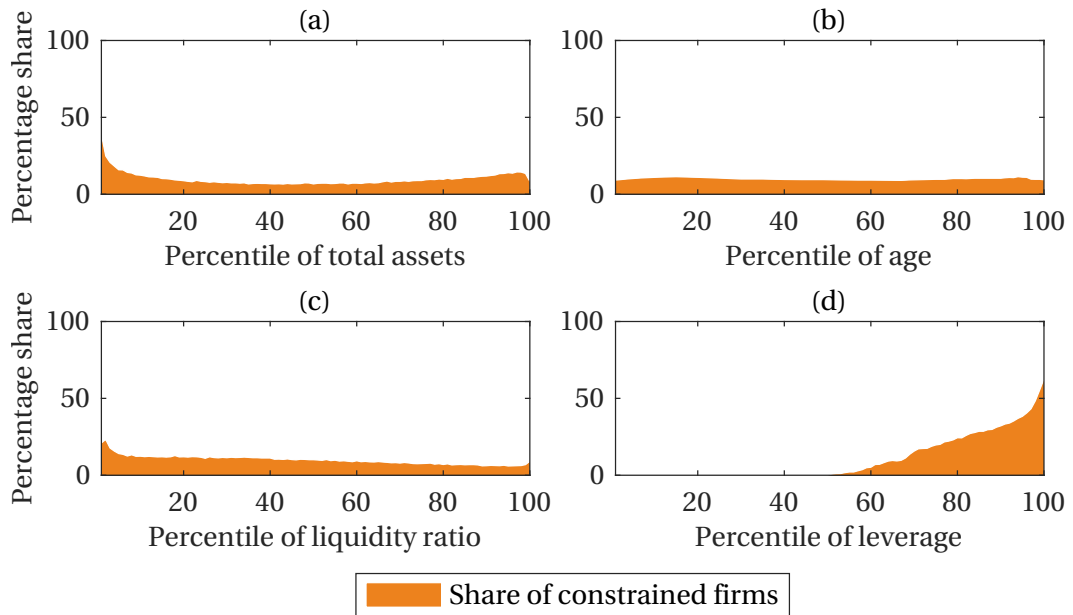 (a)
Percentage share
100
50
0
20 40 60 80 100
Percentile of total assets
(b)
100
50
0
20 40 60 80 100
Percentile of age
(c)
Percentage share
100
50
0
20 40 60 80 100
Percentile of liquidity ratio
(d)
100
50
0
20 40 60 80 100
Percentile of leverage
Share of constrained firms